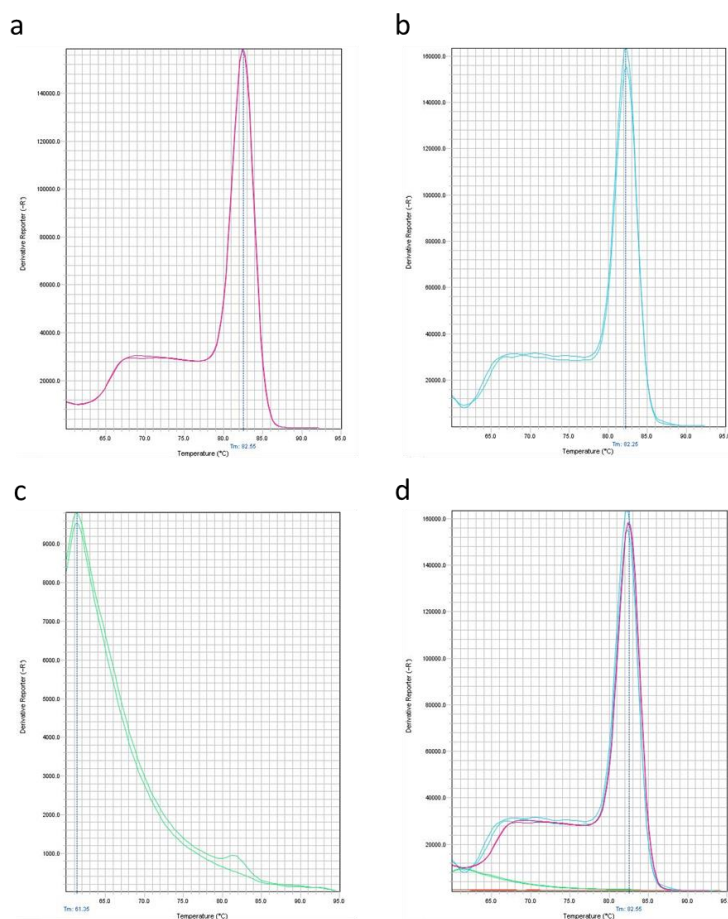 a
140000.0
120000.0
100000.0
80000.0
60000.0
40000.0
20000.0
Derivative Reporter (-R')
65.0 70.0 75.0 80.0 85.0 90.0 95.0
Tm: 82.55
Temperature (°C)
b
160000.0
140000.0
120000.0
100000.0
80000.0
60000.0
40000.0
20000.0
Derivative Reporter (-R')
65.0 70.0 75.0 80.0 85.0 90.0 95.0
Tm: 82.25
Temperature (°C)
c
9000.0
8000.0
7000.0
6000.0
5000.0
4000.0
3000.0
2000.0
1000.0
Derivative Reporter (-R')
65.0 70.0 75.0 80.0 85.0 90.0 95.0
Tm: 61.35
Temperature (°C)
d
160000.0
140000.0
120000.0
100000.0
80000.0
60000.0
40000.0
20000.0
Derivative Reporter (-R')
65.0 70.0 75.0 80.0 85.0 90.0
Tm: 82.55
Temperature (°C)